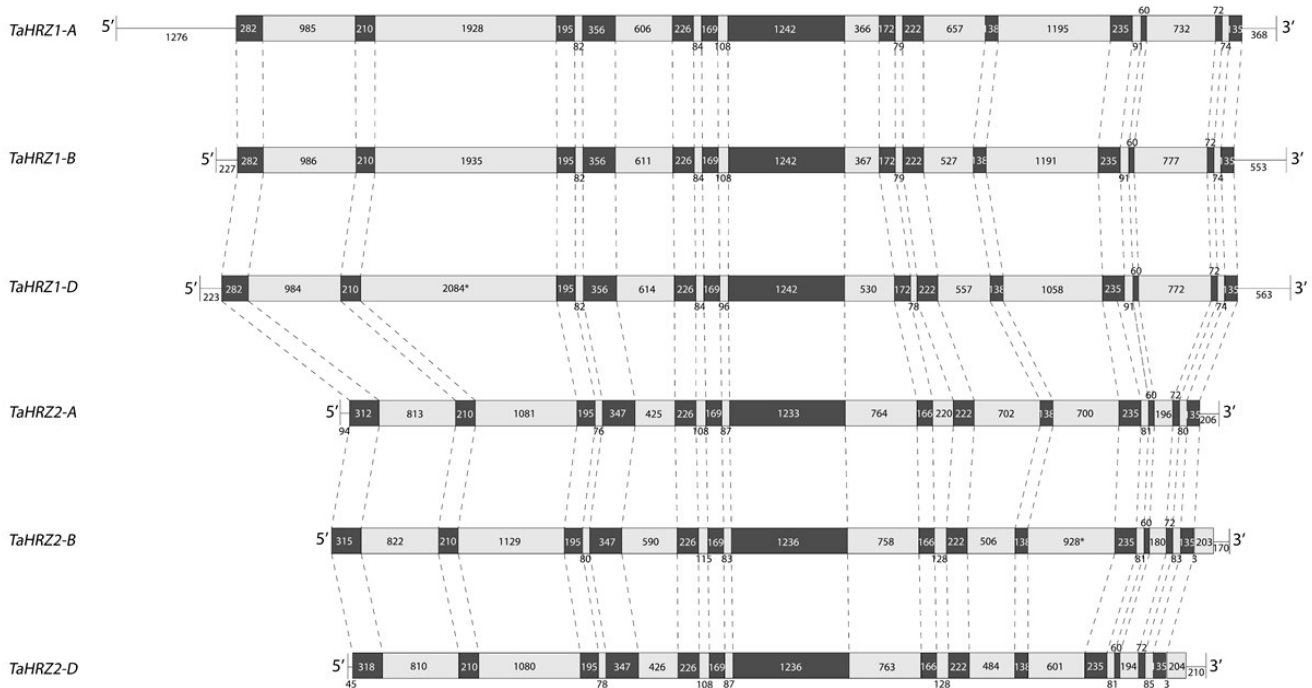 60 72
5′ 3′
TaHRZ1-A 1276 282 985 210 1928 195 82 356 606 226 84 169 108 1242 366 172 79 222 657 138 1195 235 91 732 74 135 368
60 72
5′ 3′
TaHRZ1-B 227 282 986 210 1935 195 82 356 611 226 84 169 108 1242 367 172 79 222 527 138 1191 235 91 777 74 135 553
60 72
5′ 3′
TaHRZ1-D 223 282 984 210 2084* 195 82 356 614 226 84 169 96 1242 530 172 78 222 557 138 1058 235 91 772 74 135 563
60 72
5′ 3′
TaHRZ2-A 94 312 813 210 1081 195 76 347 425 226 108 169 87 1233 764 166 220 222 702 138 700 235 81 196 80 135 206
60 72
5′ 3′
TaHRZ2-B 315 822 210 1129 195 80 347 590 226 115 169 83 1236 758 166 128 222 506 138 928* 235 81 180 83 135 3 203 170
60 72
5′ 3′
TaHRZ2-D 45 318 810 210 1080 195 78 347 426 226 108 169 87 1236 763 166 128 222 484 138 601 235 81 194 85 135 3 204 210